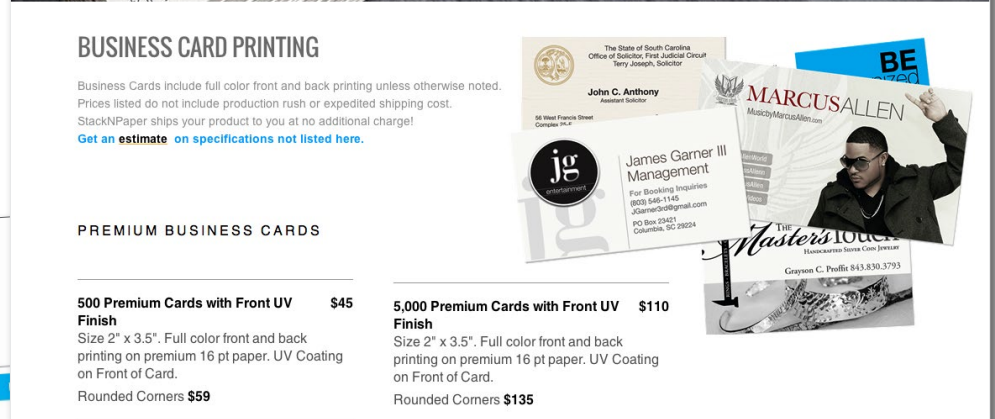 BUSINESS CARD PRINTING
Business Cards include full color front and back printing unless otherwise noted.
Prices listed do not include production rush or expedited shipping cost.
StackNPaper ships your product to you at no additional charge!
Get an estimate on specifications not listed here.
PREMIUM BUSINESS CARDS
500 Premium Cards with Front UV Finish $45
Size 2" x 3.5". Full color front and back
printing on premium 16 pt paper. UV Coating
on Front of Card.
Rounded Corners $59
5,000 Premium Cards with Front UV Finish $110
Size 2" x 3.5". Full color front and back
printing on premium 16 pt paper. UV Coating
on Front of Card.
Rounded Corners $135
The State of South Carolina
Office of Solicitor, First Judicial Circuit
Terry Joseph, Solicitor
John C. Anthony
Assistant Solicitor
56 West Francis Street
BE
MARCUSALLEN
MusicbyMarcusAllen.com
jg
entertainment
jg
James Garner III
Management
For Booking Inquiries
(803) 546-1145
JGarner3rd@gmail.com
PO Box 23421
Columbia, SC 29224
THE
Master's Touch
HANDCRAFTED SILVER COIN JEWELRY
Grayson C. Proffit 843.830.3793